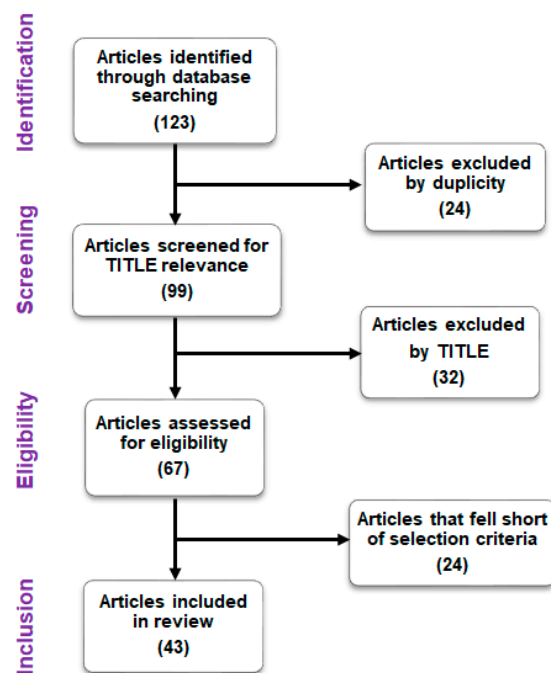 Identification
Articles identified
through database
searching
(123)
Articles excluded
by duplicity
(24)
Screening
Articles screened for
TITLE relevance
(99)
Articles excluded
by TITLE
(32)
Eligibility
Articles assessed
for eligibility
(67)
Articles that fell short
of selection criteria
(24)
Inclusion
Articles included
in review
(43)